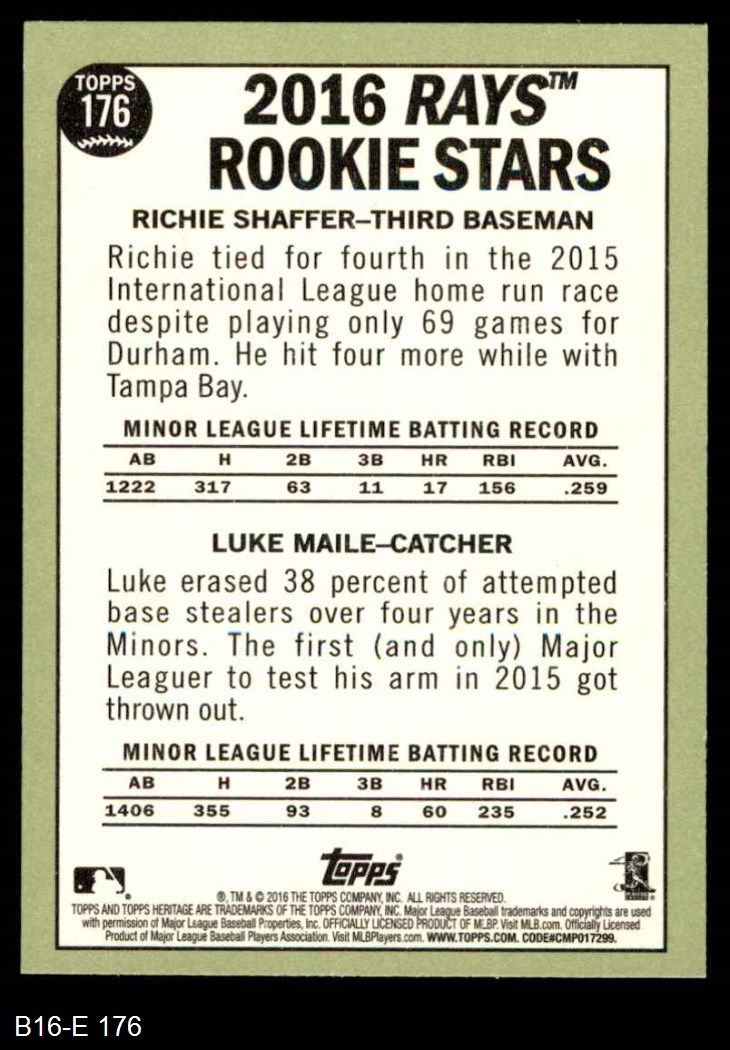 TOPPS
176
2016 RAYS™
ROOKIE STARS
RICHIE SHAFFER–THIRD BASEMAN
Richie tied for fourth in the 2015
International League home run race
despite playing only 69 games for
Durham. He hit four more while with
Tampa Bay.
MINOR LEAGUE LIFETIME BATTING RECORD
AB H 2B 3B HR RBI AVG.
1222 317 63 11 17 156 .259
LUKE MAILE–CATCHER
Luke erased 38 percent of attempted
base stealers over four years in the
Minors. The first (and only) Major
Leaguer to test his arm in 2015 got
thrown out.
MINOR LEAGUE LIFETIME BATTING RECORD
AB H 2B 3B HR RBI AVG.
1406 355 93 8 60 235 .252
Topps®
®, TM & © 2016 THE TOPPS COMPANY, INC. ALL RIGHTS RESERVED.
TOPPS AND TOPPS HERITAGE ARE TRADEMARKS OF THE TOPPS COMPANY, INC. Major League Baseball trademarks and copyrights are used
with permission of Major League Baseball Properties, Inc. OFFICIALLY LICENSED PRODUCT OF MLBP. Visit MLB.com. Officially Licensed
Product of Major League Baseball Players Association. Visit MLBPlayers.com. WWW.TOPPS.COM. CODE#CMP017299.
B16-E 176